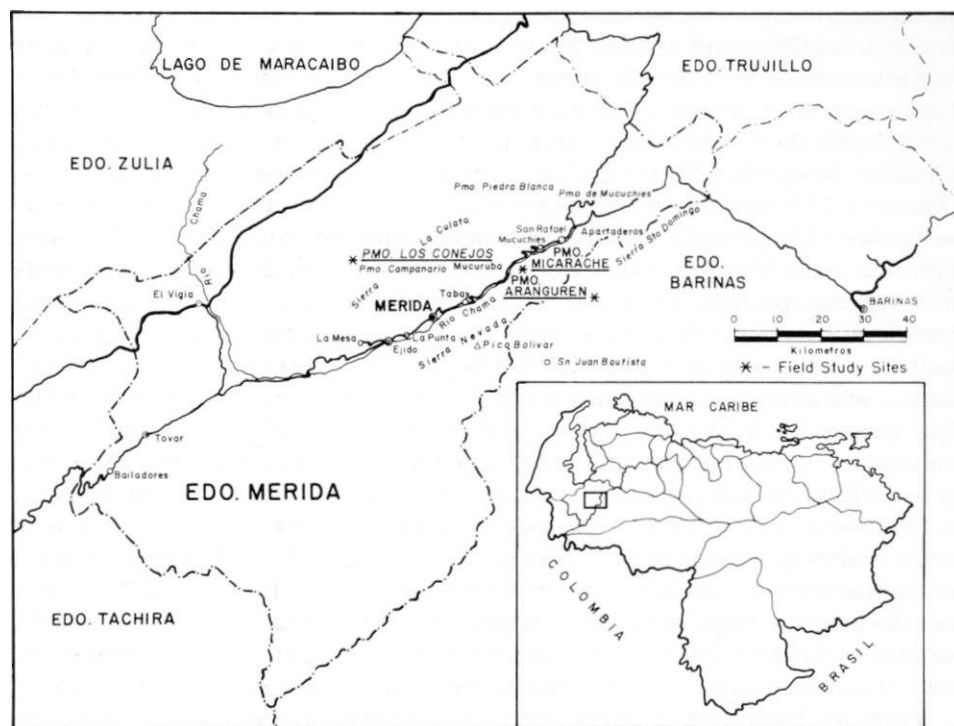 LAGO DE MARACAIBO
EDO. TRUJILLO
EDO. ZULIA
Rio Chama
Pmo. Piedra Blanca
Pmo. de Mucuchies
Sierra La Culata
San Rafael
Apartaderos
Mucuchies
Sierra Sto Domingo
PMO. LOS CONEJOS
PMO. MICARACHE
Pmo. Campanario
Mucuruba
EDO. BARINAS
PMO. ARANGUREN
El Vigia
Tabay
MERIDA
Rio Chama
BARINAS
La Mesa
La Punta
Ejido
Sierra Nevada
Pico Bolivar
Sn Juan Bautista
0 10 20 30 40
Kilometros
* - Field Study Sites
Tovar
Bailadores
EDO. MERIDA
EDO. TACHIRA
MAR CARIBE
COLOMBIA
BRASIL